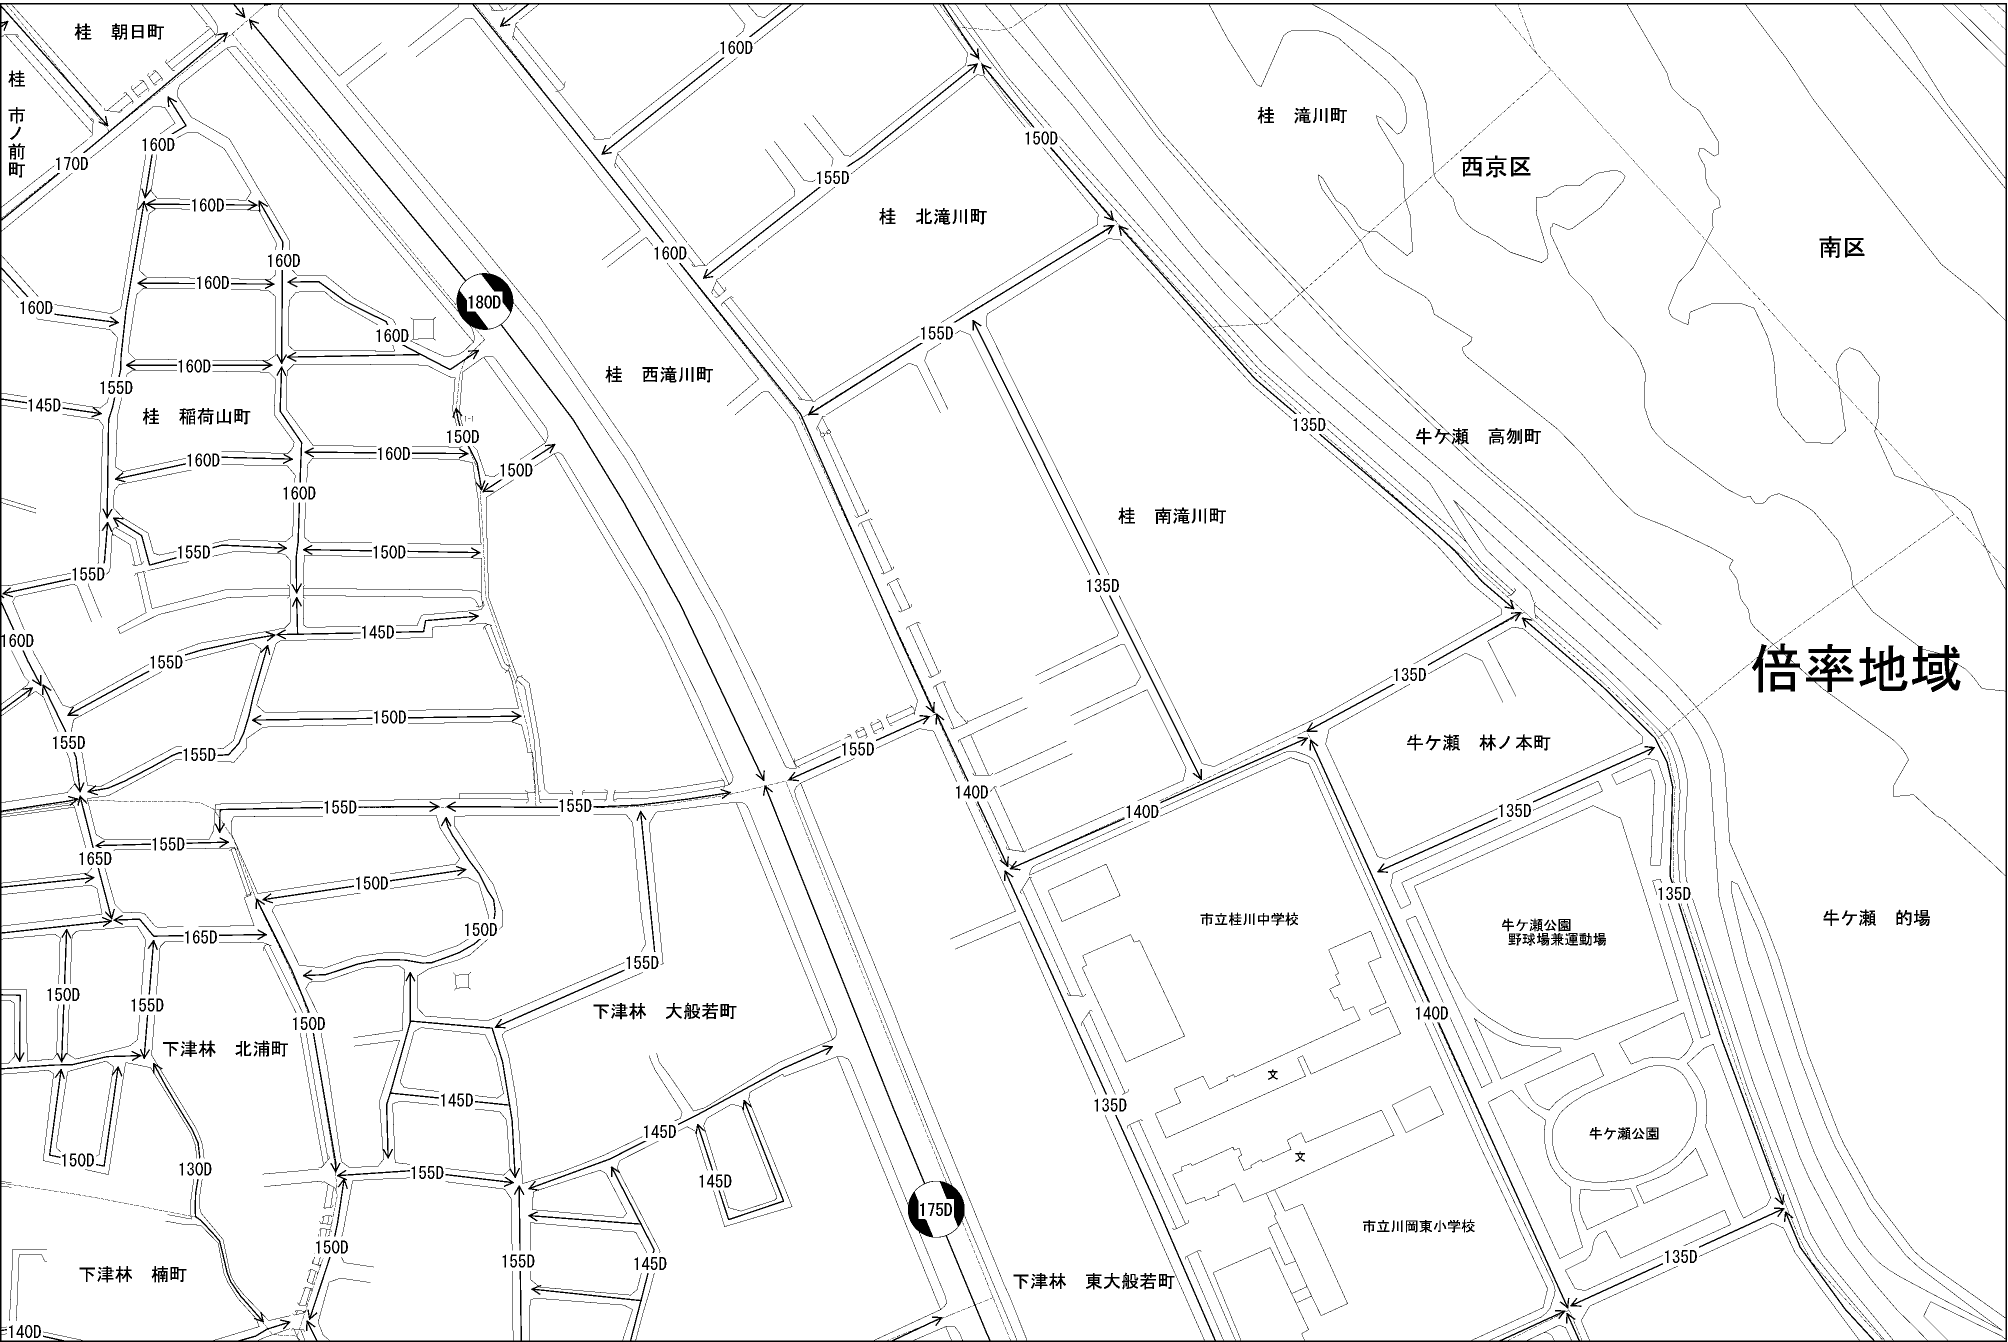 桂　朝日町
160D
桂　市ノ前町
桂　滝川町
150D
160D
170D
西京区
155D
160D
桂　北滝川町
南区
160D
160D
160D
180D
160D
160D
155D
160D
桂　西滝川町
155D
145D
桂　稲荷山町
135D
牛ケ瀬　高刎町
150D
160D
160D
150D
160D
桂　南滝川町
155D
150D
155D
135D
145D
160D
155D
倍率地域
135D
150D
155D
155D
155D
牛ケ瀬　林ノ本町
140D
155D
155D
140D
135D
155D
165D
150D
135D
市立桂川中学校
牛ケ瀬公園
野球場兼運動場
牛ケ瀬　的場
150D
165D
155D
150D
155D
150D
下津林　大般若町
140D
下津林　北浦町
文
145D
135D
145D
牛ケ瀬公園
文
150D
130D
155D
145D
175D
市立川岡東小学校
150D
155D
145D
135D
下津林　楠町
下津林　東大般若町
140D